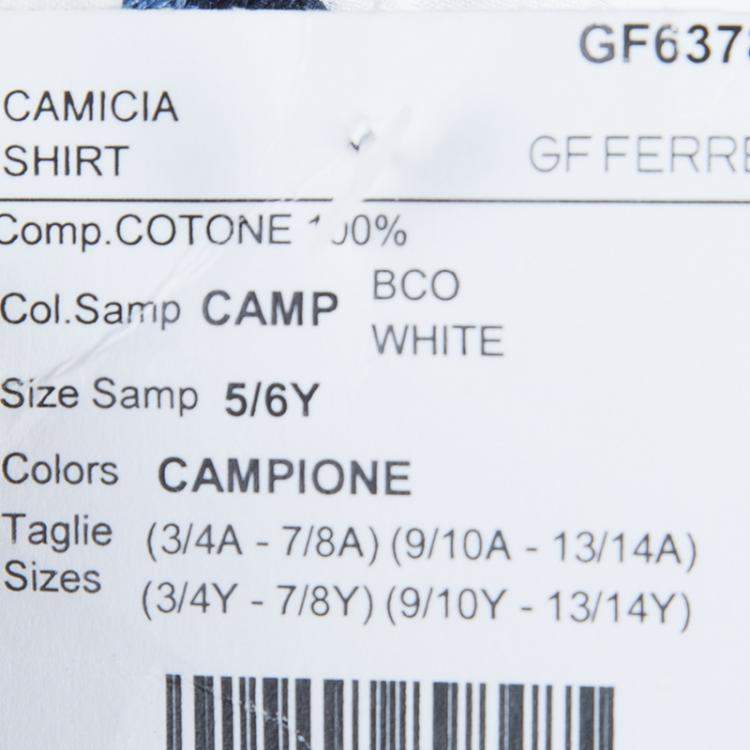 GF637
CAMICIA
SHIRT
GF FERRE
Comp.COTONE 100%
Col.Samp CAMP BCO
WHITE
Size Samp 5/6Y
Colors CAMPIONE
Taglie (3/4A - 7/8A) (9/10A - 13/14A)
Sizes (3/4Y - 7/8Y) (9/10Y - 13/14Y)